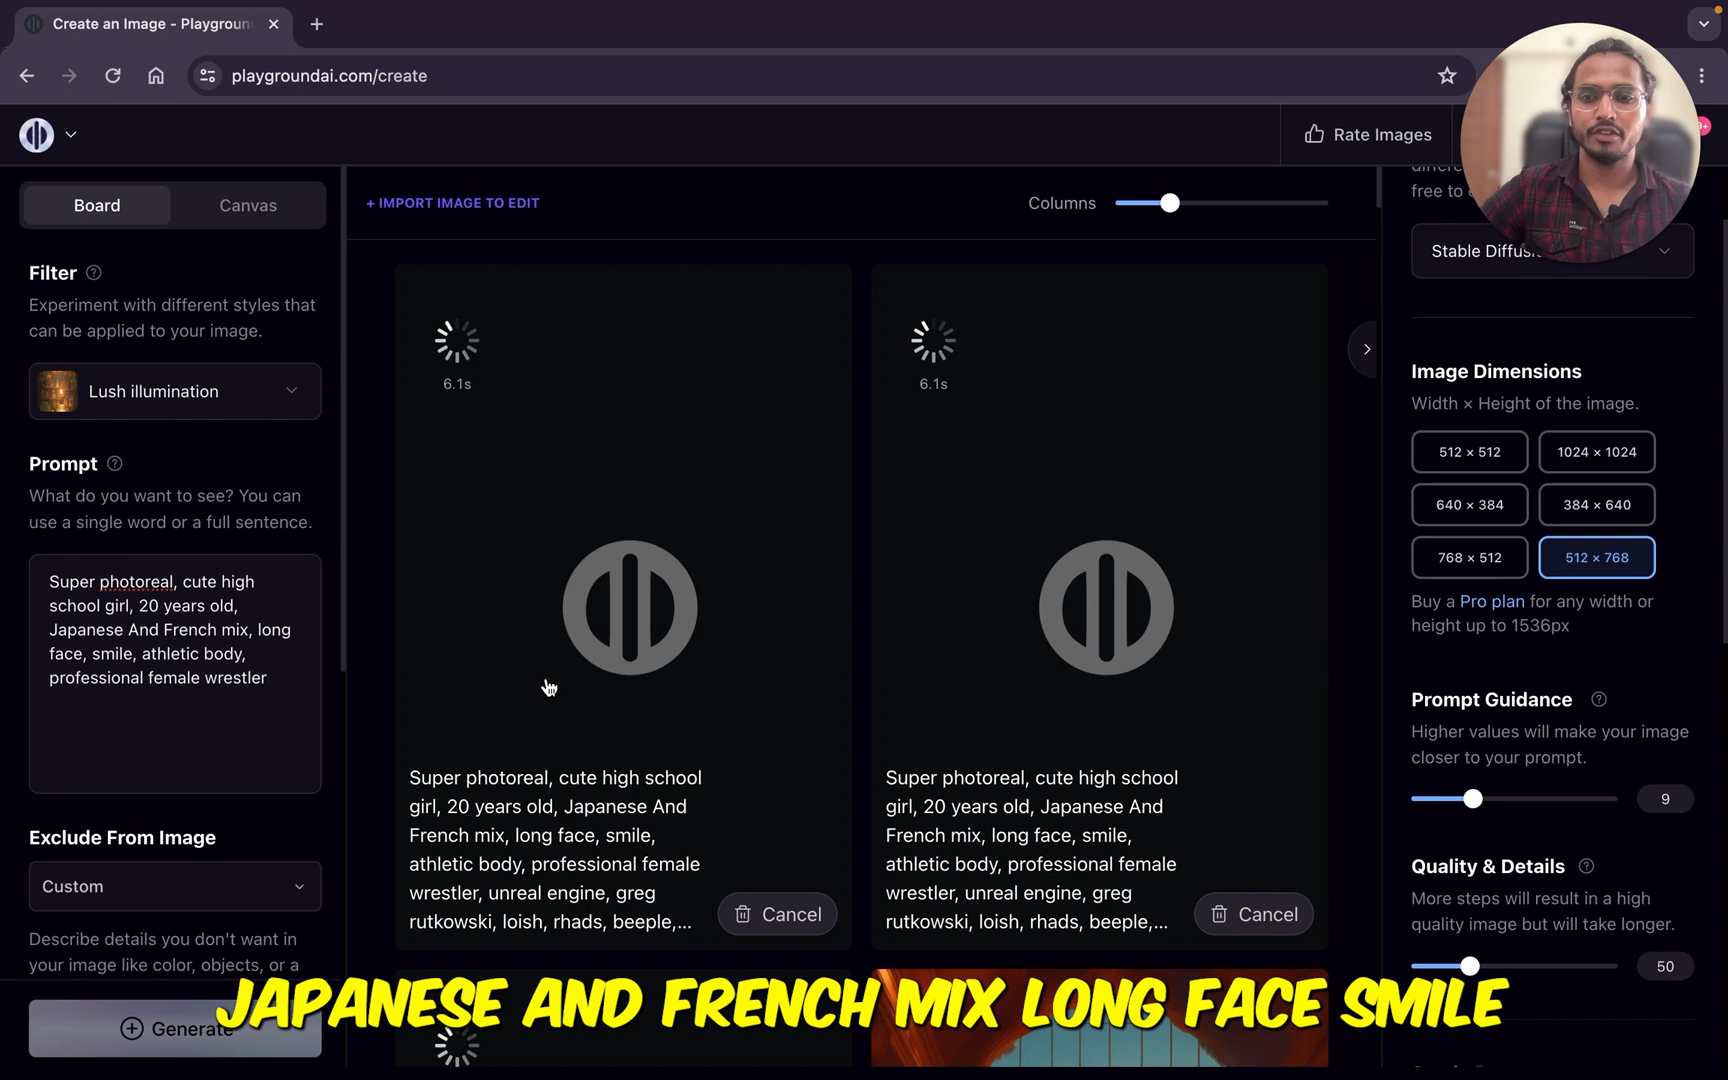 Create an Image - Playgroun
playgroundai.com/create
Rate Images
9+
Board
Canvas
+ IMPORT IMAGE TO EDIT
Columns
free to
Stable Diffus
Filter
Experiment with different styles that
can be applied to your image.
Lush illumination
Prompt
What do you want to see? You can
use a single word or a full sentence.
Super photoreal, cute high
school girl, 20 years old,
Japanese And French mix, long
face, smile, athletic body,
professional female wrestler
Exclude From Image
Custom
Describe details you don't want in
your image like color, objects, or a
Generate
6.1s
Super photoreal, cute high school
girl, 20 years old, Japanese And
French mix, long face, smile,
athletic body, professional female
wrestler, unreal engine, greg
rutkowski, loish, rhads, beeple,...
Cancel
6.1s
Super photoreal, cute high school
girl, 20 years old, Japanese And
French mix, long face, smile,
athletic body, professional female
wrestler, unreal engine, greg
rutkowski, loish, rhads, beeple,...
Cancel
Image Dimensions
Width × Height of the image.
512 × 512
1024 × 1024
640 × 384
384 × 640
768 × 512
512 × 768
Buy a Pro plan for any width or
height up to 1536px
Prompt Guidance
Higher values will make your image
closer to your prompt.
9
Quality & Details
More steps will result in a high
quality image but will take longer.
50
JAPANESE AND FRENCH MIX LONG FACE SMILE